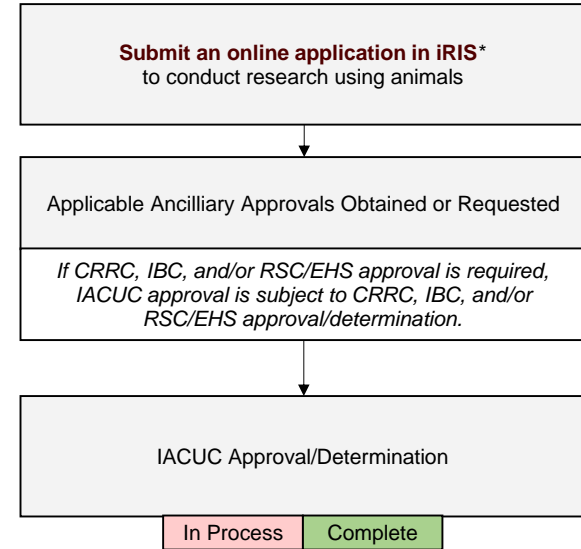 Submit an online application in iRIS*
to conduct research using animals
Applicable Ancilliary Approvals Obtained or Requested
If CRRC, IBC, and/or RSC/EHS approval is required,
IACUC approval is subject to CRRC, IBC, and/or
RSC/EHS approval/determination.
IACUC Approval/Determination
In Process Complete